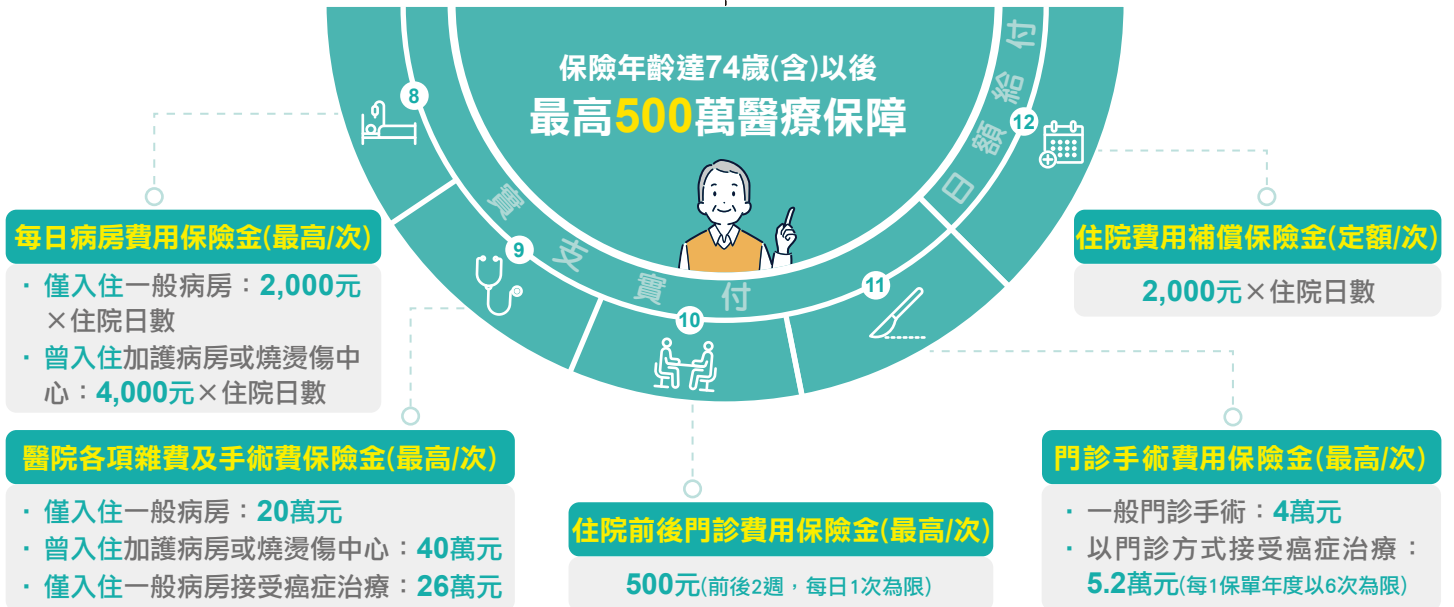 保險年齡達74歲(含)以後
最高500萬醫療保障
實支實付
日額給付
8
9
10
11
12
每日病房費用保險金(最高/次)
· 僅入住一般病房：2,000元
×住院日數
· 曾入住加護病房或燒燙傷中
心：4,000元×住院日數
醫院各項雜費及手術費保險金(最高/次)
· 僅入住一般病房：20萬元
· 曾入住加護病房或燒燙傷中心：40萬元
· 僅入住一般病房接受癌症治療：26萬元
住院前後門診費用保險金(最高/次)
500元(前後2週，每日1次為限)
門診手術費用保險金(最高/次)
· 一般門診手術：4萬元
· 以門診方式接受癌症治療：
5.2萬元(每1保單年度以6次為限)
住院費用補償保險金(定額/次)
2,000元×住院日數